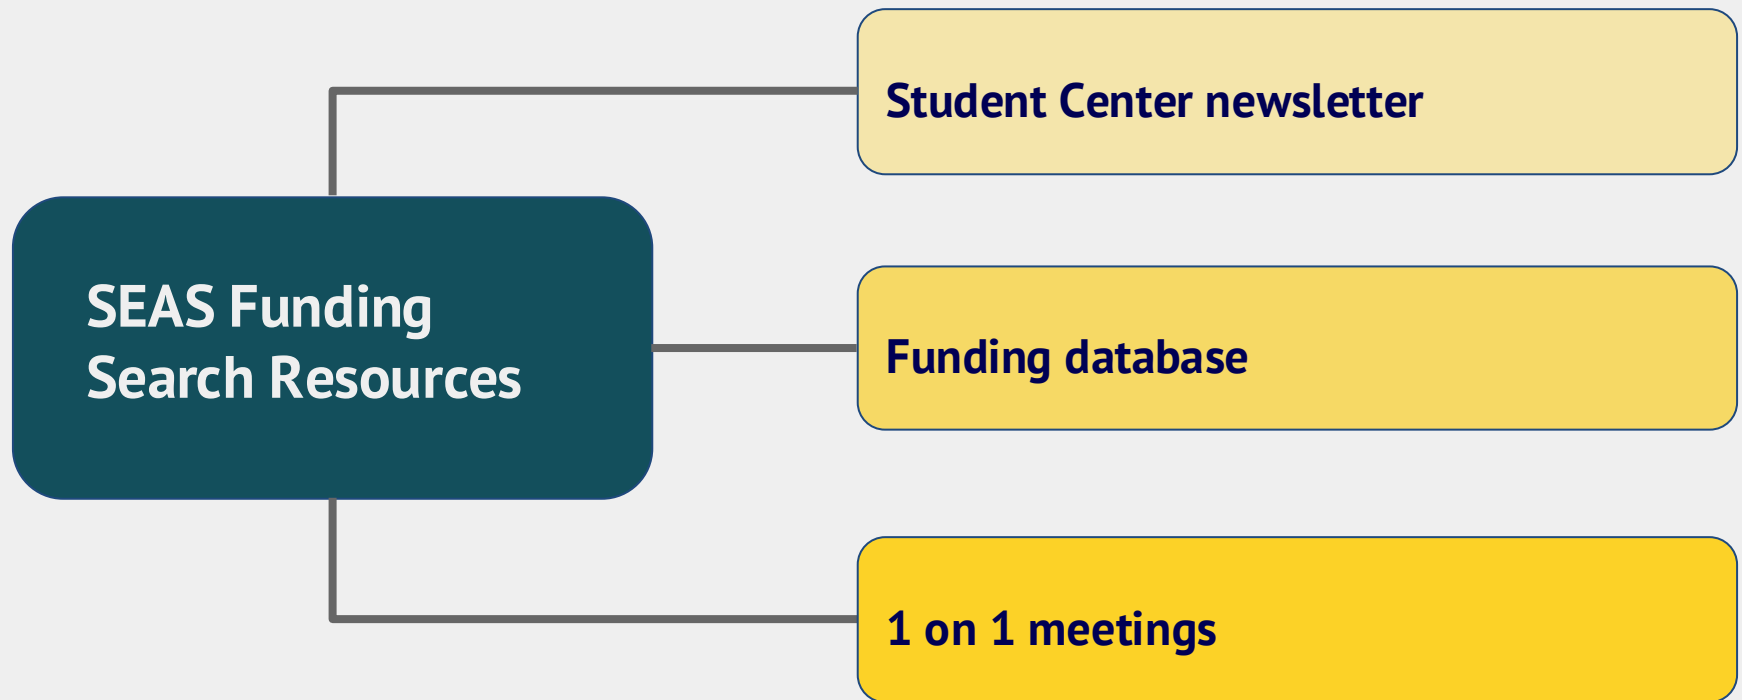 Student Center newsletter
SEAS Funding
Search Resources
Funding database
1 on 1 meetings